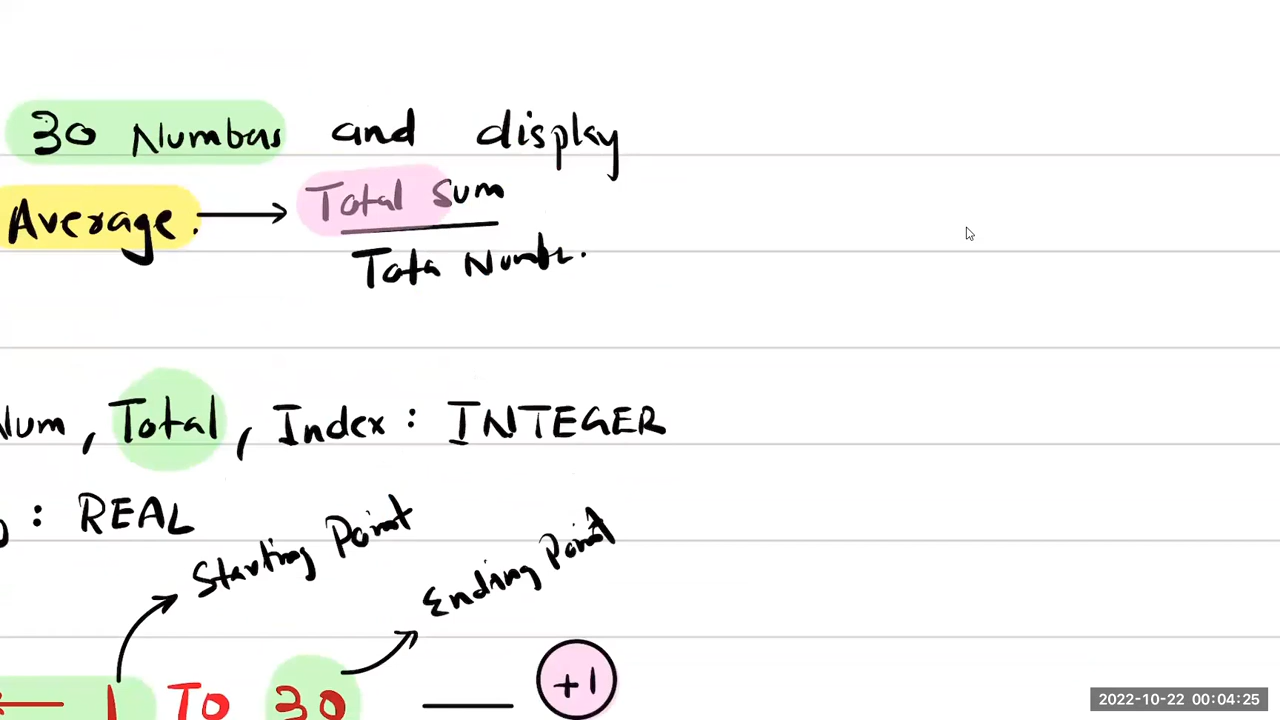 30 Numbers and display
Average. → Total Sum
Tota Number.
Num, Total, Index : INTEGER
: REAL
Starting Point
Ending Point
← 1 TO 30 — +1
2022-10-22 00:04:25